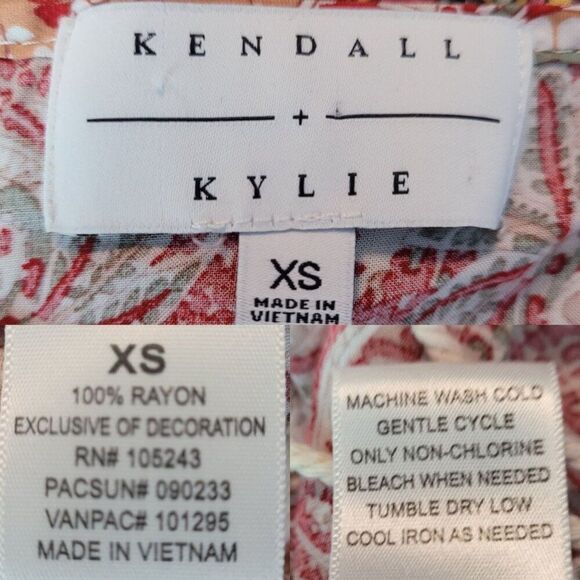 KENDALL
+
KYLIE
XS
MADE IN
VIETNAM
XS
100% RAYON
EXCLUSIVE OF DECORATION
RN# 105243
PACSUN# 090233
VANPAC# 101295
MADE IN VIETNAM
MACHINE WASH COLD
GENTLE CYCLE
ONLY NON-CHLORINE
BLEACH WHEN NEEDED
TUMBLE DRY LOW
COOL IRON AS NEEDED